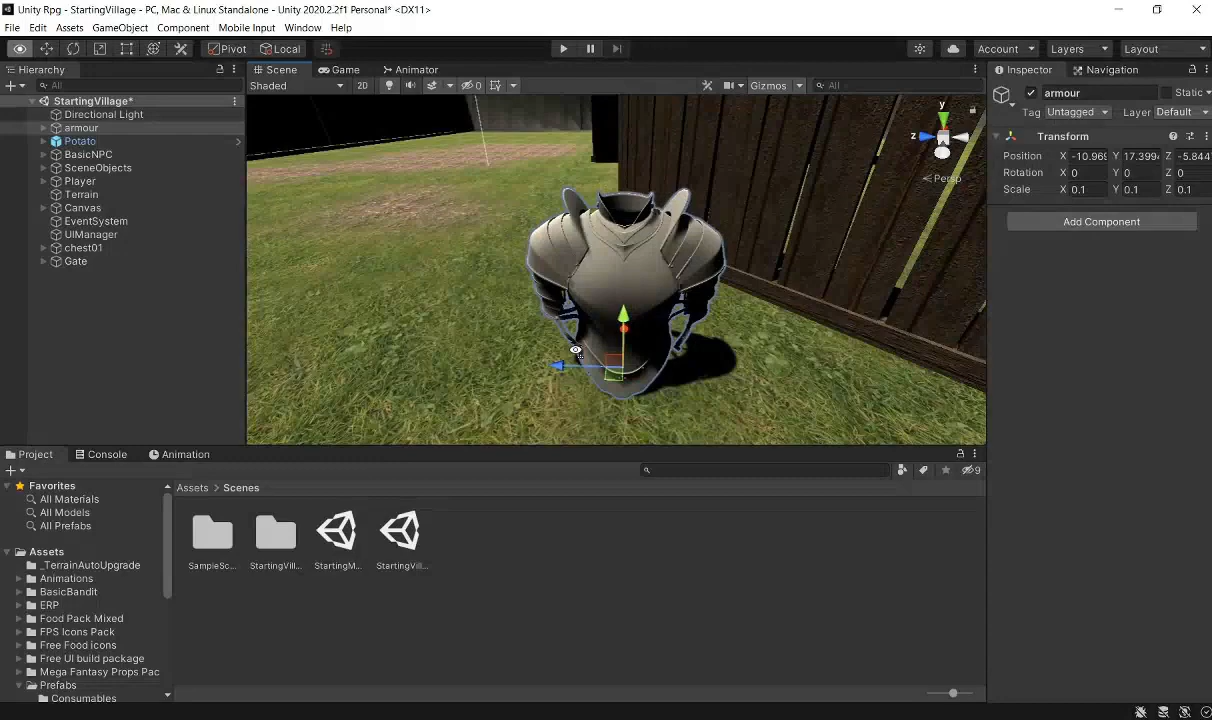 Unity Rpg - StartingVillage - PC, Mac & Linux Standalone - Unity 2020.2.2f1 Personal* <DX11>
File Edit Assets GameObject Component Mobile Input Window Help
Pivot Local Account Layers Layout
Hierarchy
All
StartingVillage*
Directional Light
armour
Potato
BasicNPC
SceneObjects
Player
Terrain
Canvas
EventSystem
UIManager
chest01
Gate
Scene Game Animator
Shaded 2D 0 Gizmos All
y
z
Persp
Inspector Navigation
armour Static
Tag Untagged Layer Default
Transform
Position X -10.969 Y 17.399 Z -5.844
Rotation X 0 Y 0 Z 0
Scale X 0.1 Y 0.1 Z 0.1
Add Component
Project Console Animation
9
Favorites
All Materials
All Models
All Prefabs
Assets
_TerrainAutoUpgrade
Animations
BasicBandit
ERP
Food Pack Mixed
FPS Icons Pack
Free Food icons
Free UI build package
Mega Fantasy Props Pac
Prefabs
Consumables
Assets > Scenes
SampleSc... StartingVill... StartingM... StartingVill...